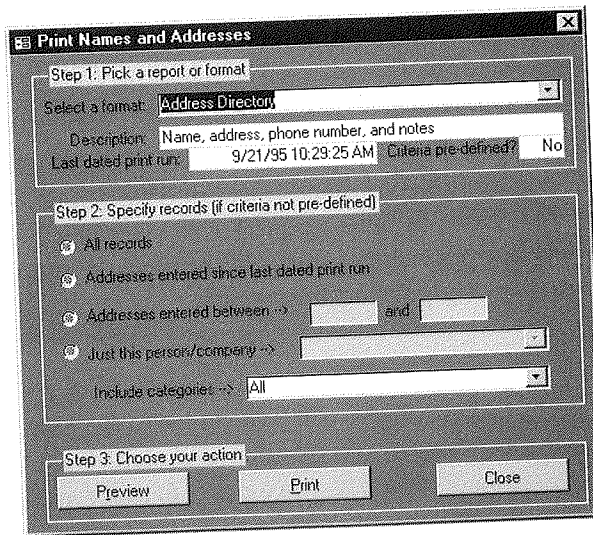 Print Names and Addresses
Step 1: Pick a report or format
Select a format: Address Directory
Description: Name, address, phone number, and notes
Last dated print run: 9/21/95 10:29:25 AM Criteria pre-defined? No
Step 2: Specify records (if criteria not pre-defined)
All records
Addresses entered since last dated print run
Addresses entered between --> and
Just this person/company -->
Include categories --> All
Step 3: Choose your action
Preview Print Close